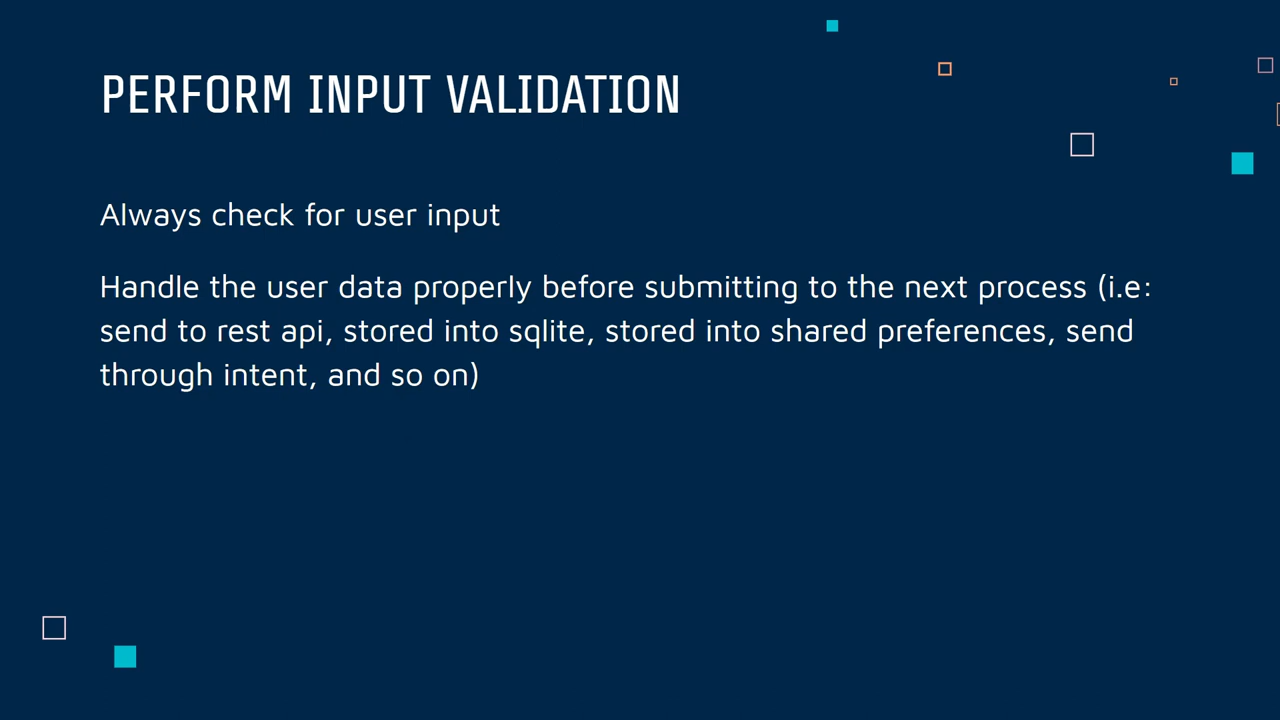 PERFORM INPUT VALIDATION
Always check for user input
Handle the user data properly before submitting to the next process (i.e:
send to rest api, stored into sqlite, stored into shared preferences, send
through intent, and so on)